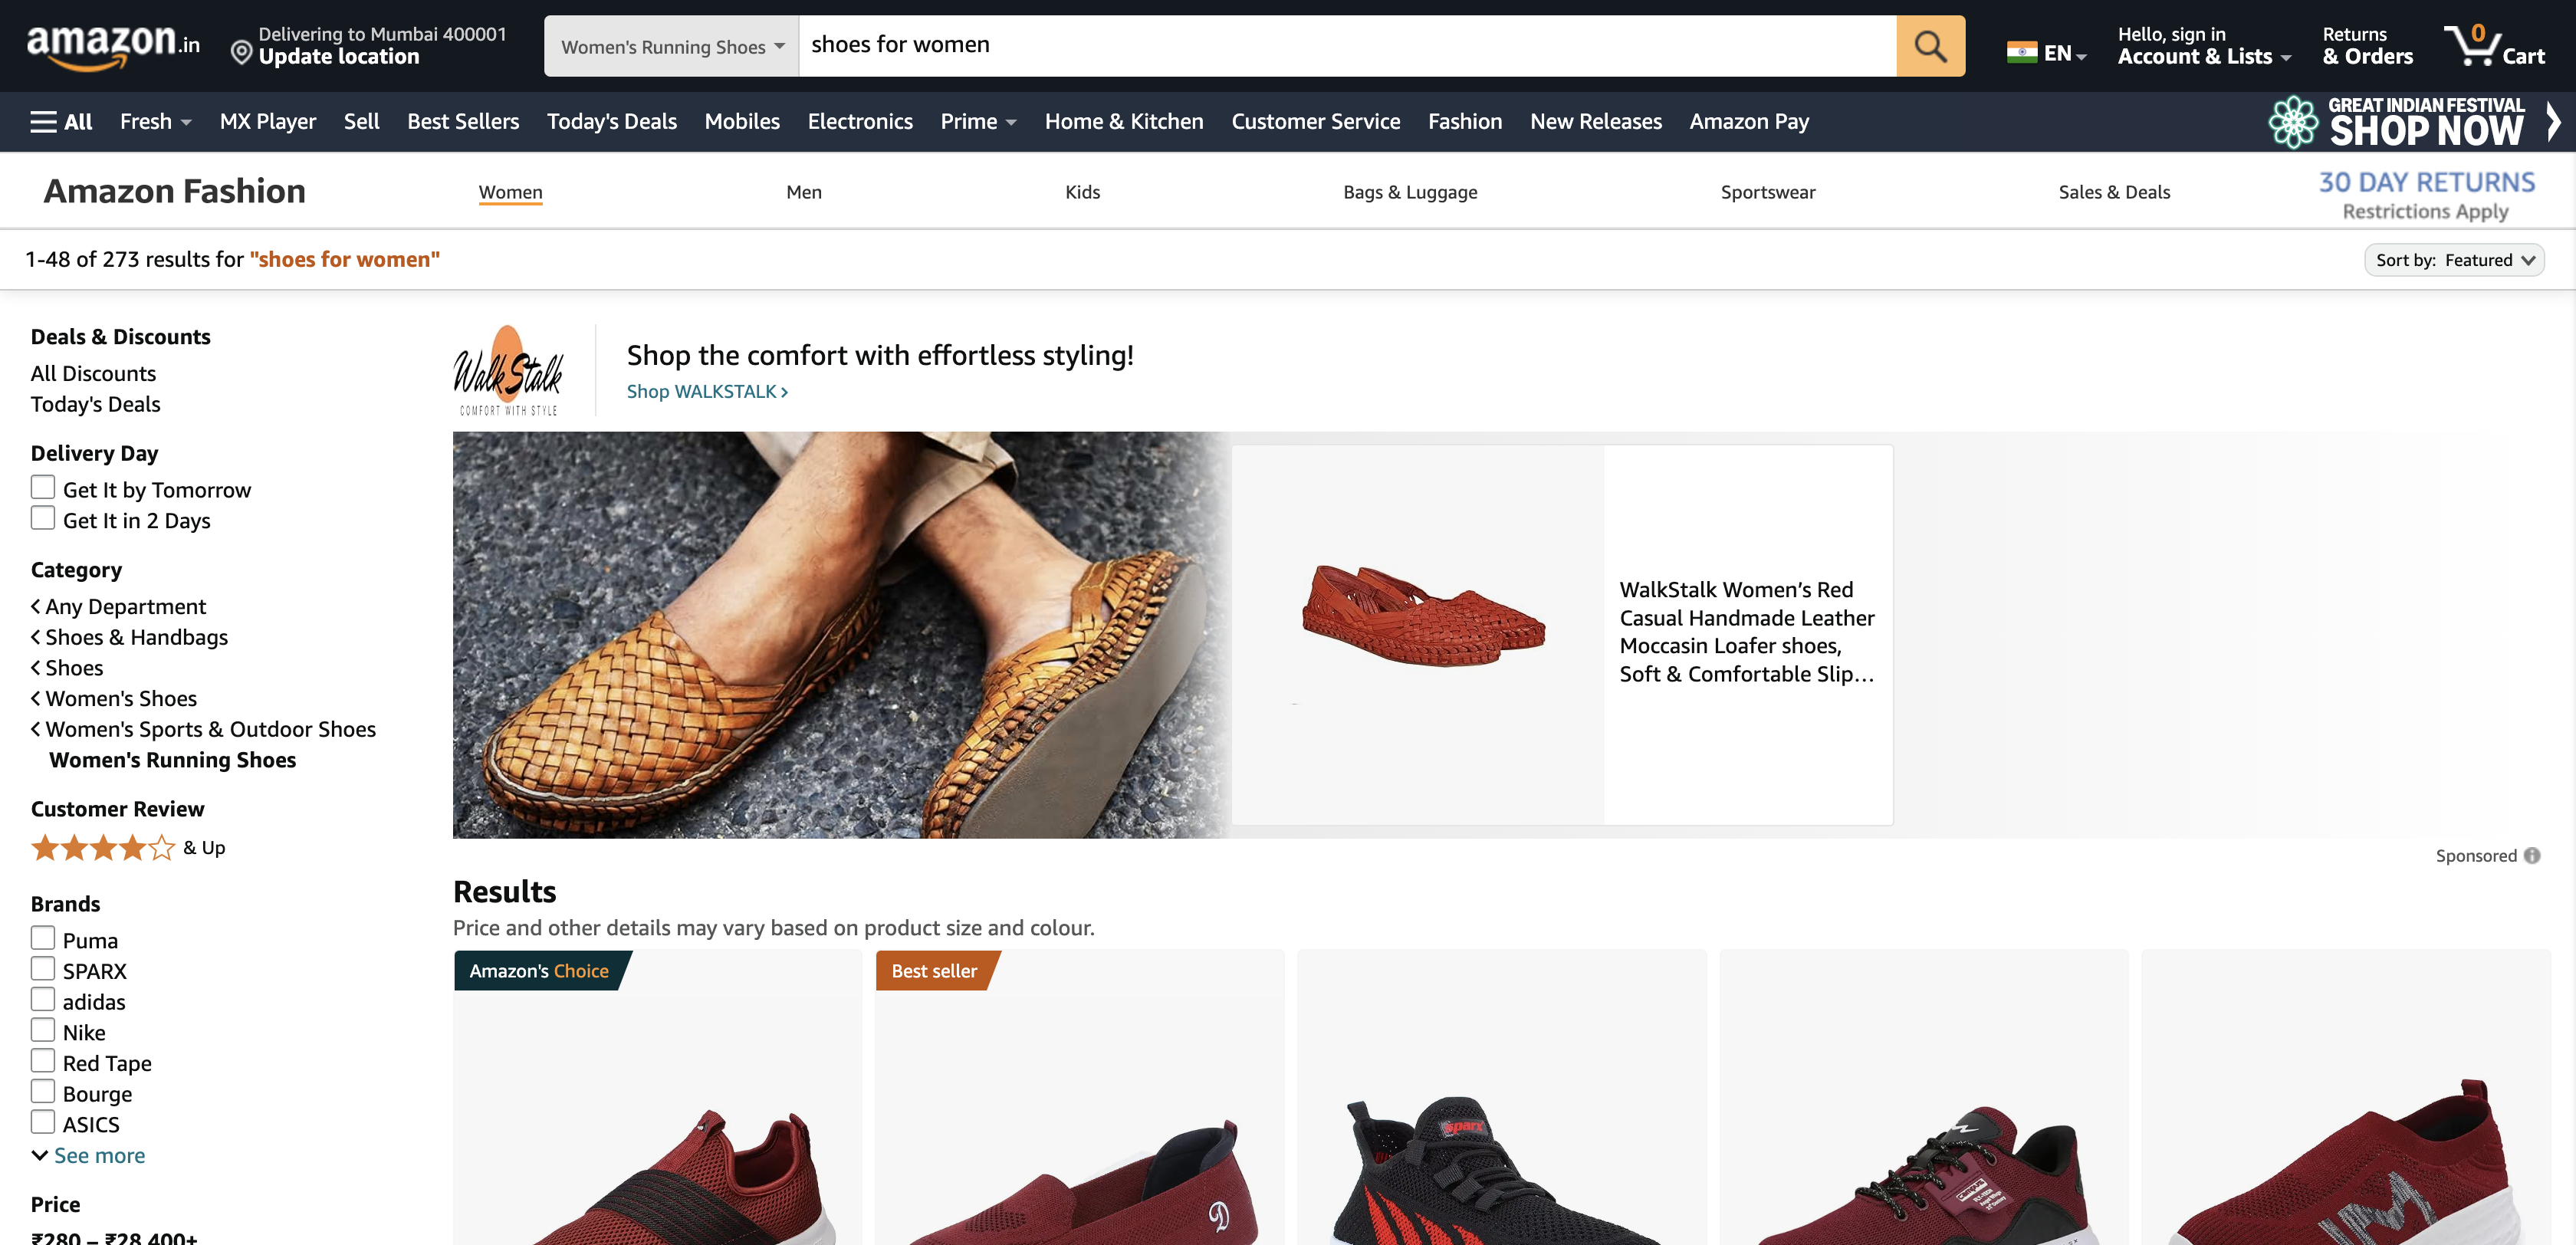 amazon.in
Delivering to Mumbai 400001
Update location
Women's Running Shoes
shoes for women
EN
Hello, sign in
Account & Lists
Returns
& Orders
0
Cart
All
Fresh
MX Player
Sell
Best Sellers
Today's Deals
Mobiles
Electronics
Prime
Home & Kitchen
Customer Service
Fashion
New Releases
Amazon Pay
GREAT INDIAN FESTIVAL
SHOP NOW
Amazon Fashion
Women
Men
Kids
Bags & Luggage
Sportswear
Sales & Deals
30 DAY RETURNS
Restrictions Apply
1-48 of 273 results for "shoes for women"
Sort by: Featured
Deals & Discounts
All Discounts
Today's Deals
Delivery Day
Get It by Tomorrow
Get It in 2 Days
Category
Any Department
Shoes & Handbags
Shoes
Women's Shoes
Women's Sports & Outdoor Shoes
Women's Running Shoes
Customer Review
& Up
Brands
Puma
SPARX
adidas
Nike
Red Tape
Bourge
ASICS
See more
Price
₹280 – ₹28,400+
WalkStalk
COMFORT WITH STYLE
Shop the comfort with effortless styling!
Shop WALKSTALK
WalkStalk Women’s Red
Casual Handmade Leather
Moccasin Loafer shoes,
Soft & Comfortable Slip…
Sponsored
Results
Price and other details may vary based on product size and colour.
Amazon's Choice
Best seller
D
sparx